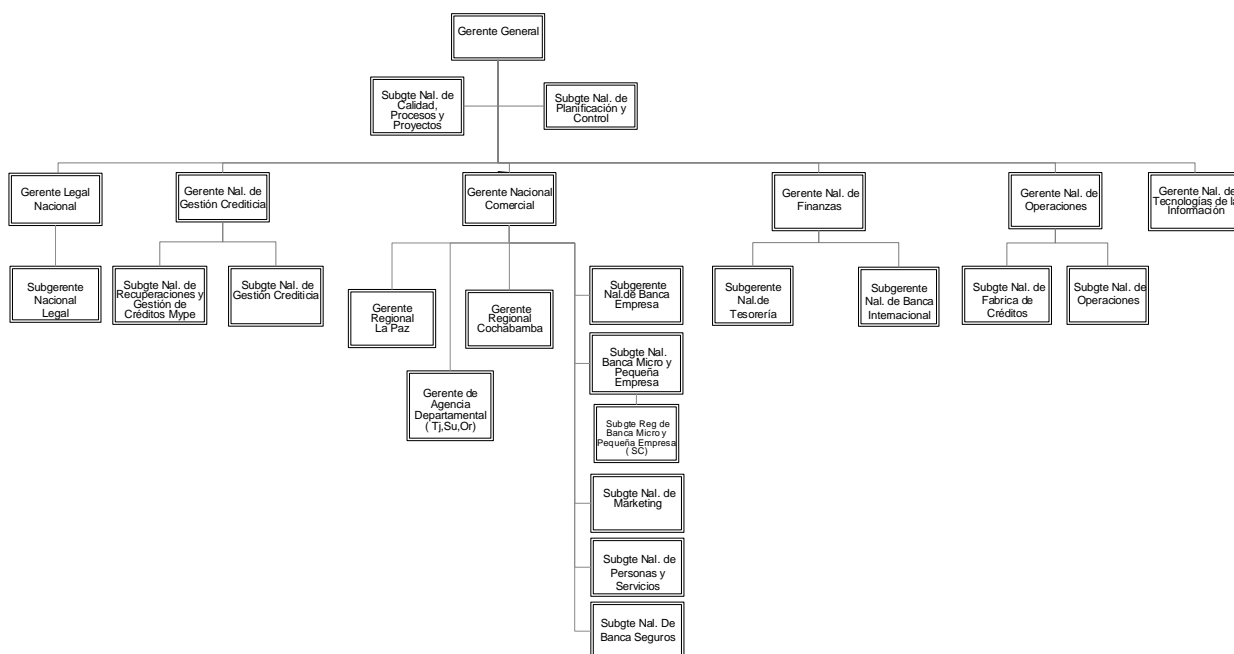 Gerente General
Subgte Nal. de
Calidad,
Procesos y
Proyectos
Subgte Nal. de
Planificación y
Control
Gerente Legal
Nacional
Gerente Nal. de
Gestión Crediticia
Gerente Nacional
Comercial
Gerente Nal. de
Finanzas
Gerente Nal. de
Operaciones
Gerente Nal. de
Tecnologías de la
Información
Subgerente
Nacional
Legal
Subgte Nal. de
Recuperaciones y
Gestión de
Créditos Mype
Subgte Nal. de
Gestión Crediticia
Gerente
Regional
La Paz
Gerente
Regional
Cochabamba
Gerente de
Agencia
Departamental
( Tj,Su,Or)
Subgerente
Nal.de Banca
Empresa
Subgte Nal.
Banca Micro y
Pequeña
Empresa
Subgte Reg de
Banca Micro y
Pequeña Empresa
( SC)
Subgte Nal. de
Marketing
Subgte Nal. de
Personas y
Servicios
Subgte Nal. De
Banca Seguros
Subgerente
Nal.de
Tesorería
Subgerente
Nal. de Banca
Internacional
Subgte Nal. de
Fabrica de
Créditos
Subgte Nal. de
Operaciones